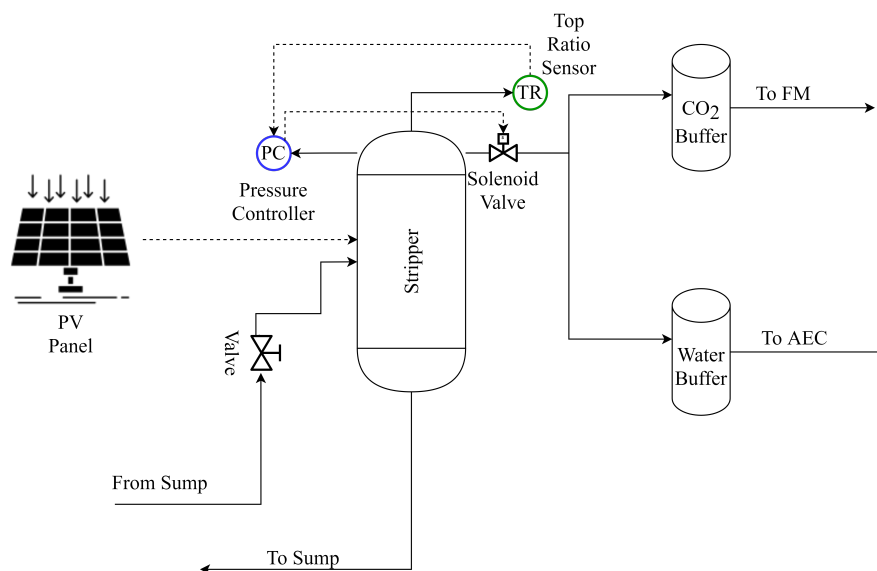 Top
Ratio
Sensor
TR
To FM
CO2
Buffer
PC
Solenoid
Valve
Pressure
Controller
Stripper
PV
Panel
Valve
To AEC
Water
Buffer
From Sump
To Sump